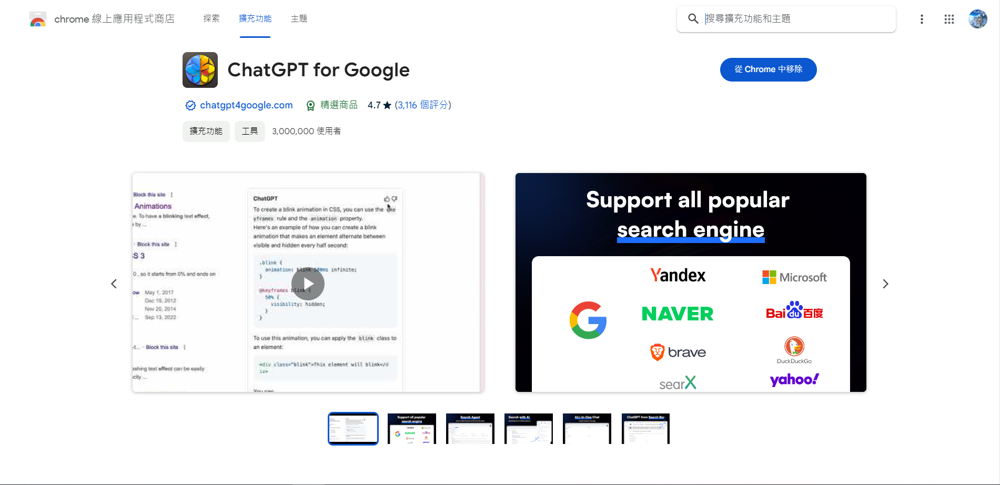 chrome 線上應用程式商店
探索
擴充功能
主題
搜尋擴充功能和主題
ChatGPT for Google
從 Chrome 中移除
chatgpt4google.com
精選商品
4.7 ★ (3,116 個評分)
擴充功能
工具
3,000,000 使用者
Block this site
Animations
e. To have a blinking text effect,
by ...
· Block this site
SS 3
0 , so it starts from 0% and ends on
May 1, 2017
Dec 19, 2012
Nov 20, 2014
Sep 13, 2022
Block this site
ashing text effect can be easily
ChatGPT
To create a blink animation in CSS, you can use the @ke
yframes rule and the animation property.
Here's an example of how you can create a blink
animation that makes an element alternate between
visible and hidden every half second:
.blink {
animation: blink 500ms infinite;
}
@keyframes blink {
50% {
visibility: hidden;
}
}
To use this animation, you can apply the blink class to
an element:
<div class="blink">This element will blink</d
iv>
You can
Support all popular
search engine
Yandex
Microsoft
NAVER
Bai du 百度
brave
DuckDuckGo
searX
yahoo!
Support all popular
search engine
Search Agent
Search with AI
ALL-In-One Chat
ChatGPT from Search Bar